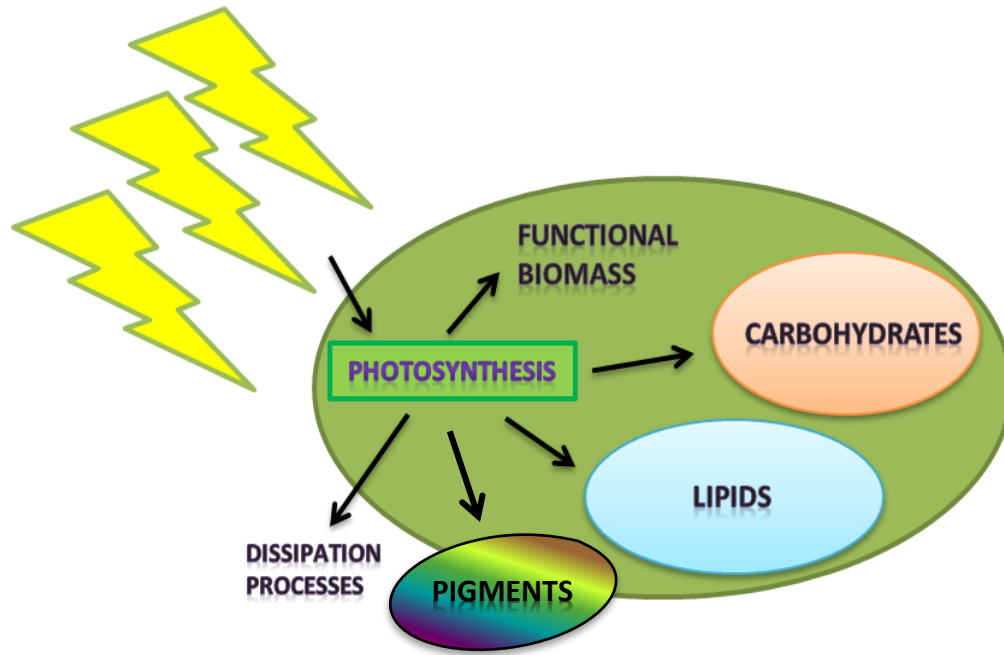 FUNCTIONAL
BIOMASS
CARBOHYDRATES
PHOTOSYNTHESIS
LIPIDS
DISSIPATION
PROCESSES
PIGMENTS